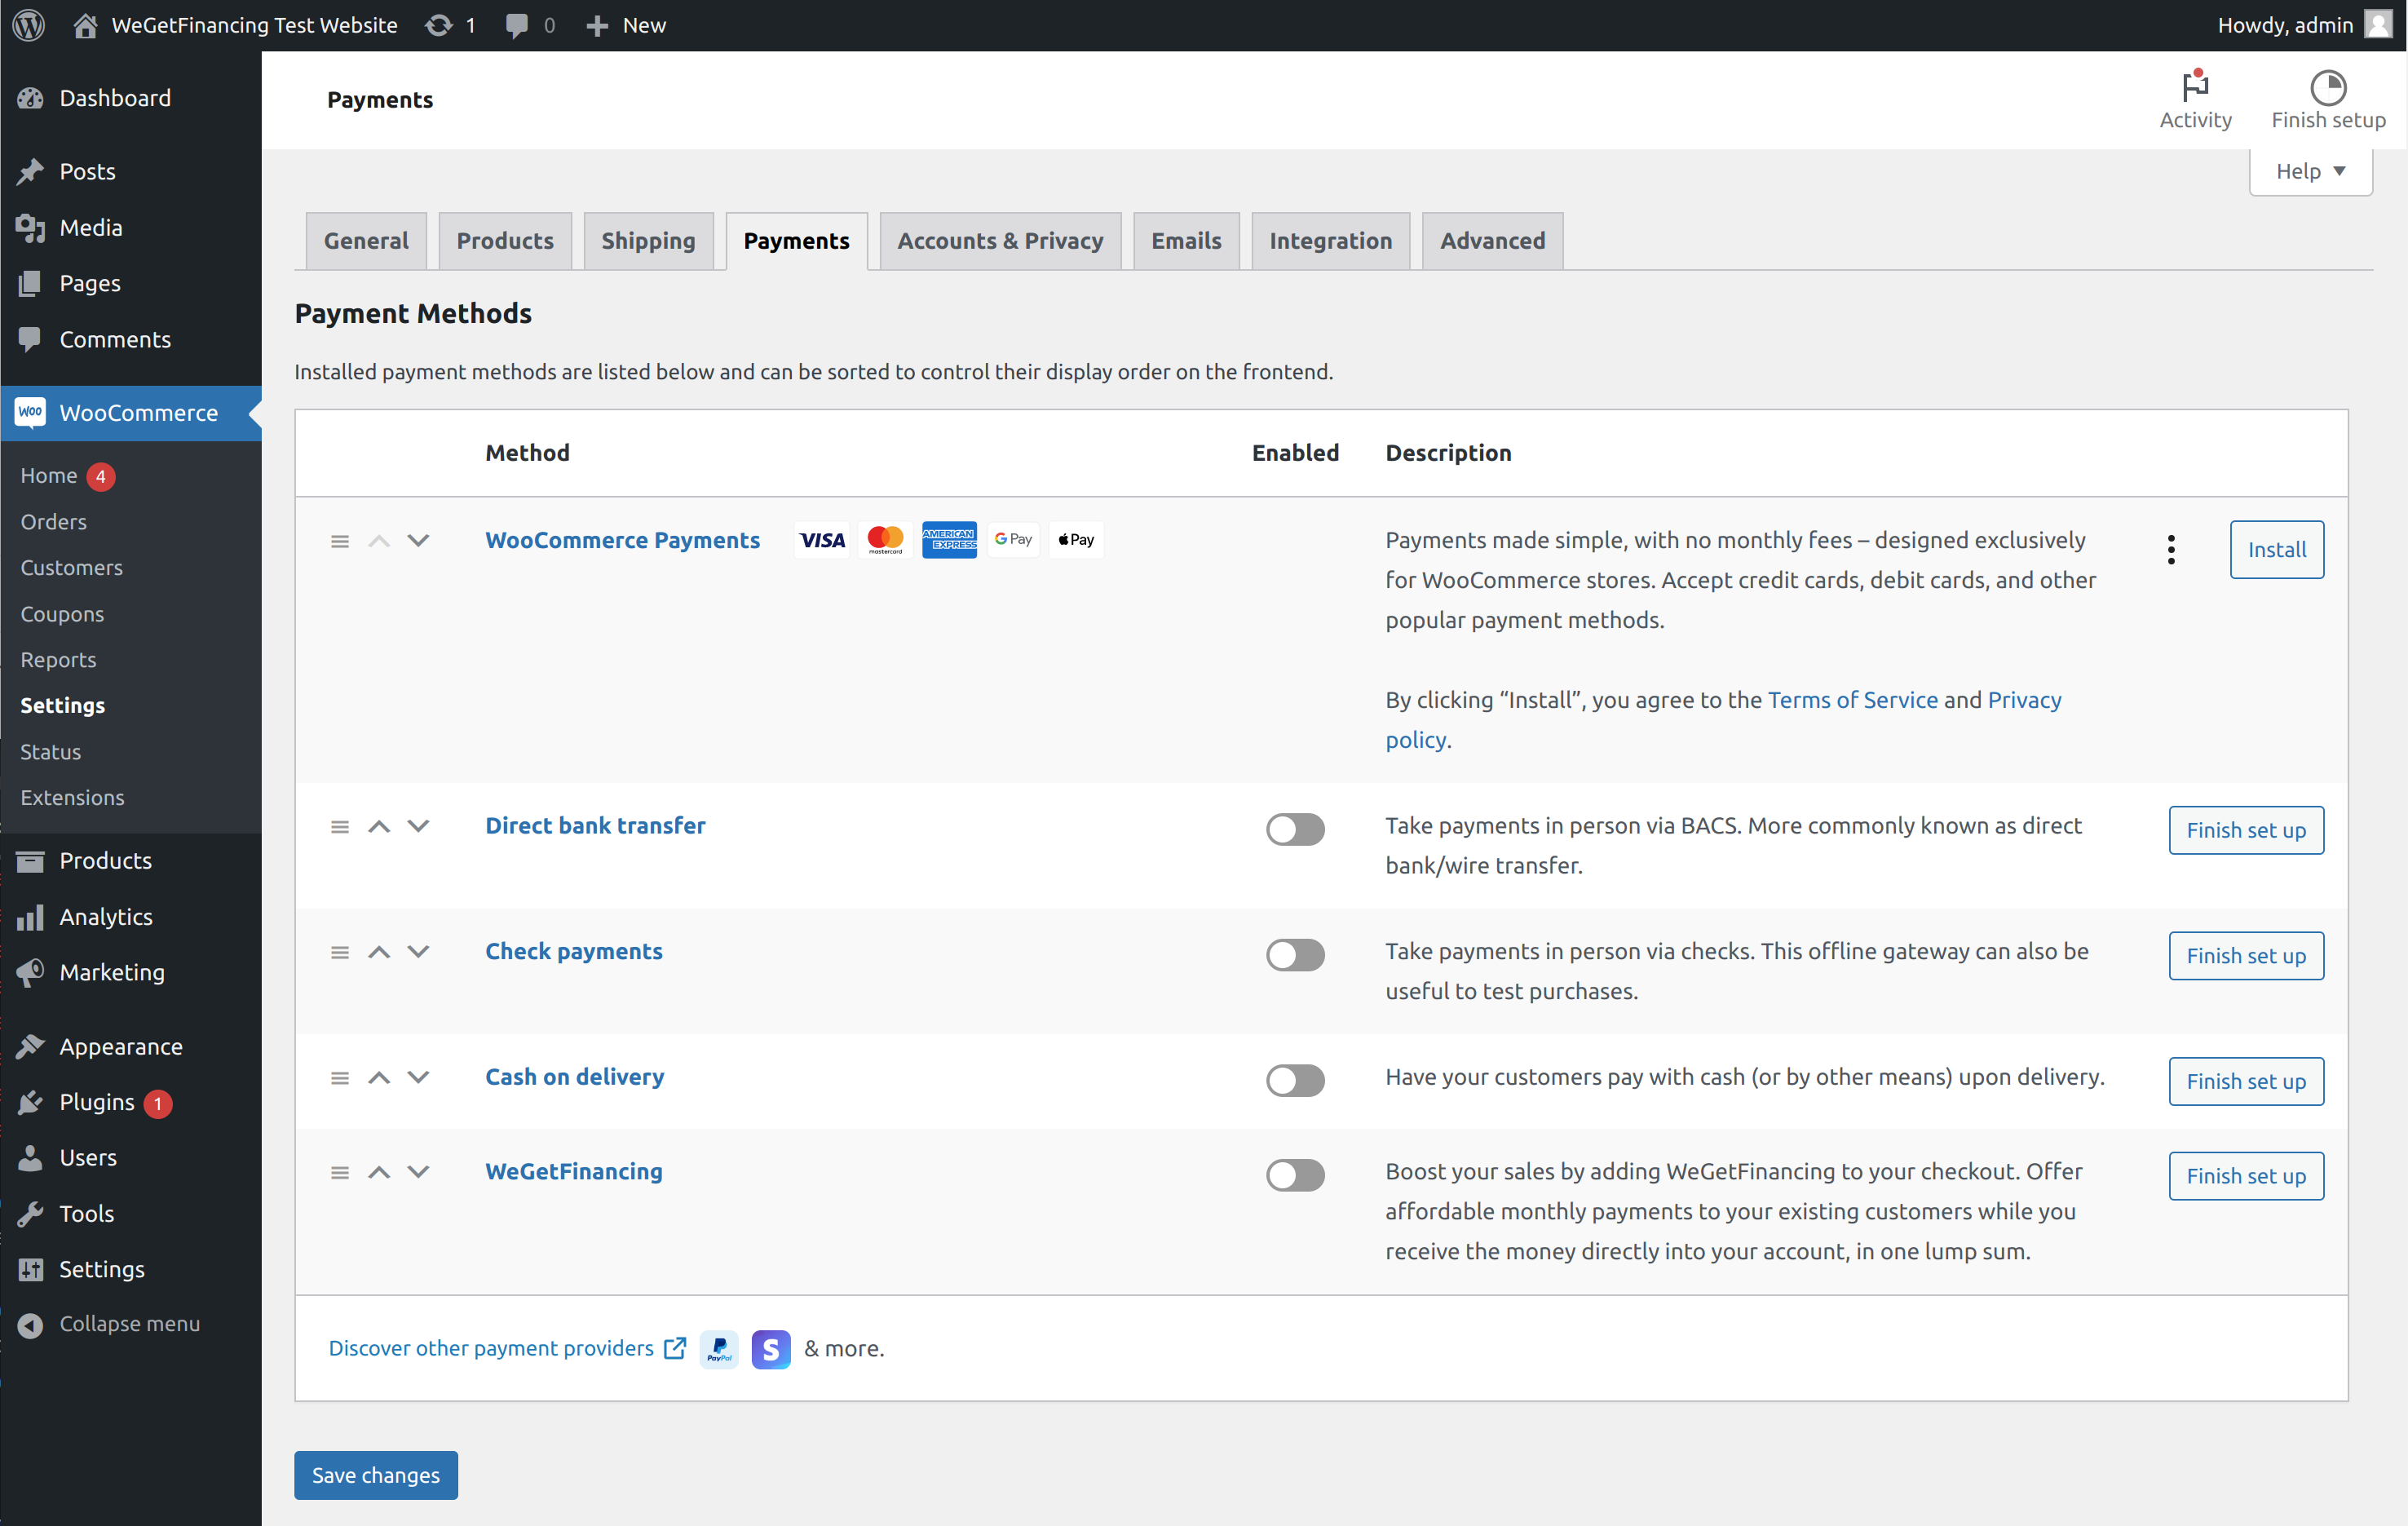 WeGetFinancing Test Website 1 0 New Howdy, admin
Dashboard
Posts
Media
Pages
Comments
WOO WooCommerce
Home 4
Orders
Customers
Coupons
Reports
Settings
Status
Extensions
Products
Analytics
Marketing
Appearance
Plugins 1
Users
Tools
Settings
Collapse menu
Payments
Activity
Finish setup
Help
General Products Shipping Payments Accounts & Privacy Emails Integration Advanced
Payment Methods
Installed payment methods are listed below and can be sorted to control their display order on the frontend.
Method Enabled Description
WooCommerce Payments VISA mastercard AMERICAN EXPRESS G Pay Pay
Payments made simple, with no monthly fees – designed exclusively
for WooCommerce stores. Accept credit cards, debit cards, and other
popular payment methods.
By clicking “Install”, you agree to the Terms of Service and Privacy
policy.
Install
Direct bank transfer
Take payments in person via BACS. More commonly known as direct
bank/wire transfer.
Finish set up
Check payments
Take payments in person via checks. This offline gateway can also be
useful to test purchases.
Finish set up
Cash on delivery
Have your customers pay with cash (or by other means) upon delivery.
Finish set up
WeGetFinancing
Boost your sales by adding WeGetFinancing to your checkout. Offer
affordable monthly payments to your existing customers while you
receive the money directly into your account, in one lump sum.
Finish set up
Discover other payment providers PayPal S & more.
Save changes